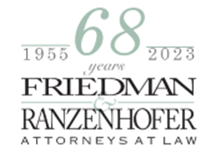 68
1955 2023
years
FRIEDMAN
&
RANZENHOFER
ATTORNEYS AT LAW